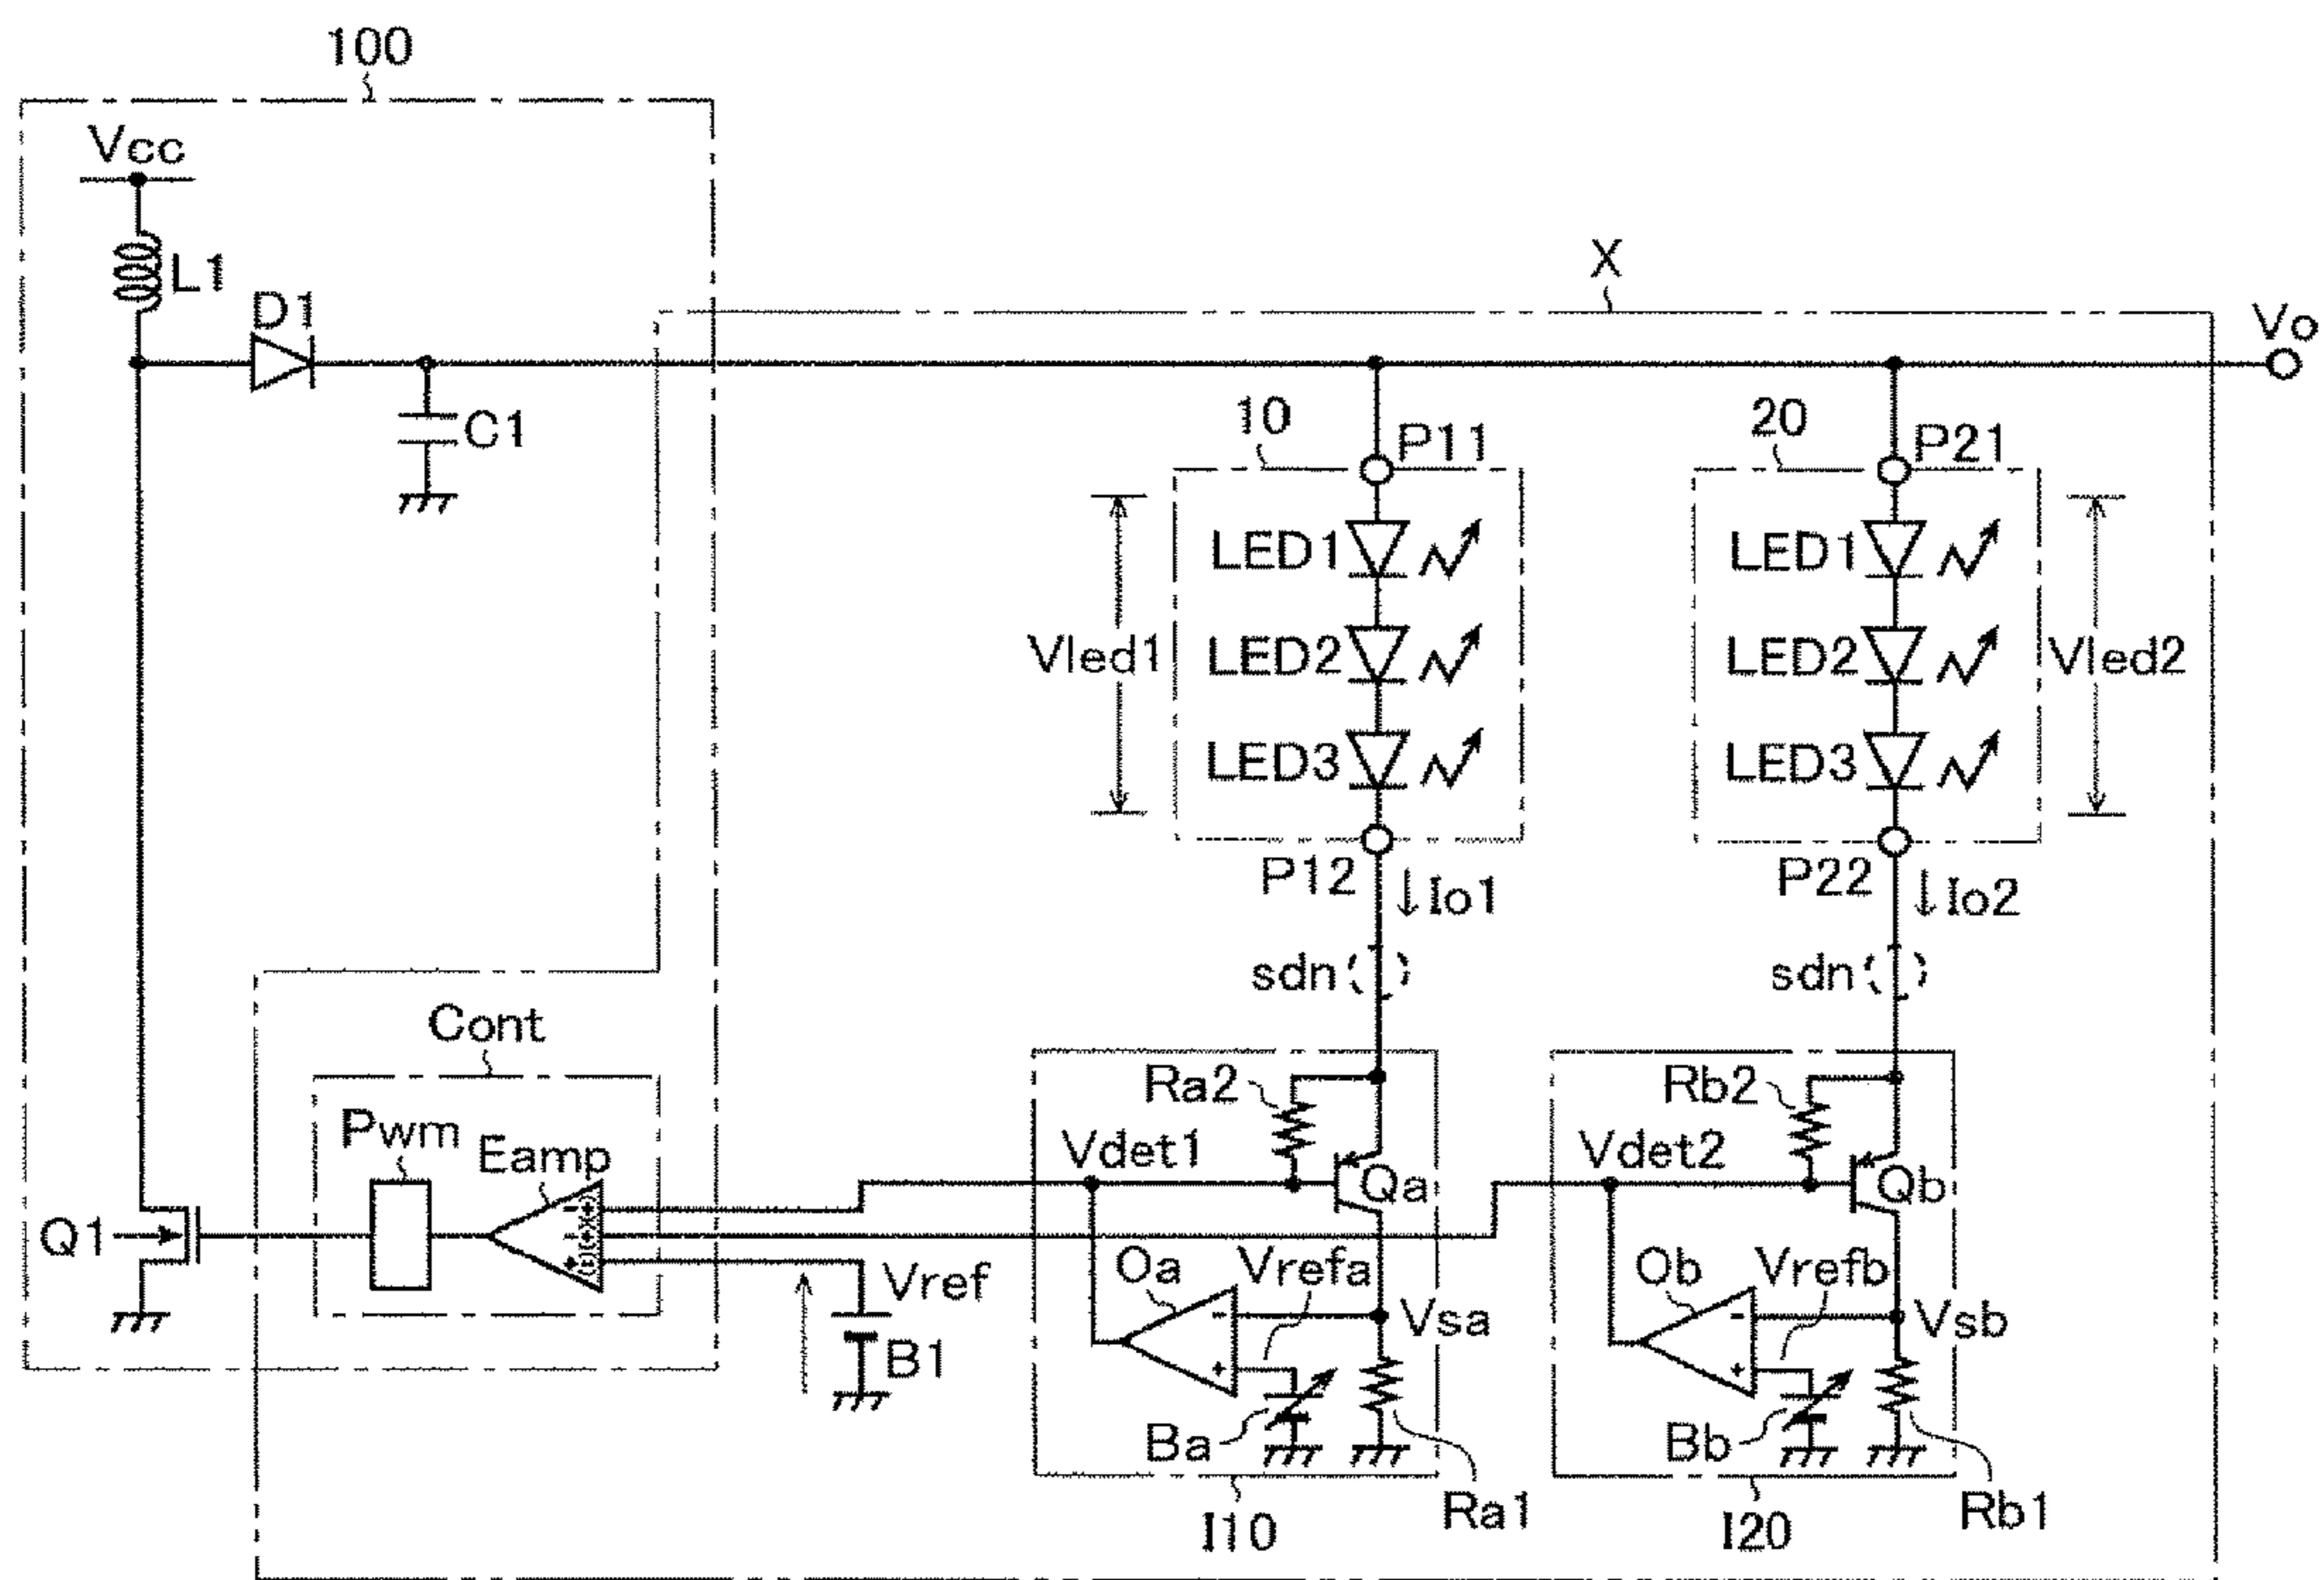 100
Vcc
L1
D1
C1
X
Vo
10
P11
20
P21
LED1
LED1
Vled1
LED2
LED2
Vled2
LED3
LED3
P12
Io1
P22
Io2
sdn
sdn
Cont
Pwm
Eamp
Q1
Vref
B1
Ra2
Vdet1
Qa
Oa
Vrefa
Vsa
Ba
Ra1
I10
Rb2
Vdet2
Qb
Ob
Vrefb
Vsb
Bb
Rb1
I20